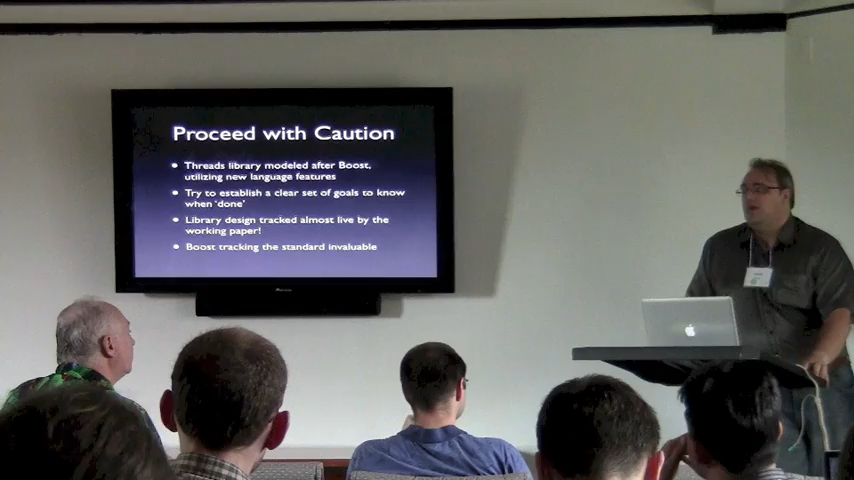 Proceed with Caution
• Threads library modeled after Boost,
utilizing new language features
• Try to establish a clear set of goals to know
when 'done'
• Library design tracked almost live by the
working paper!
• Boost tracking the standard invaluable